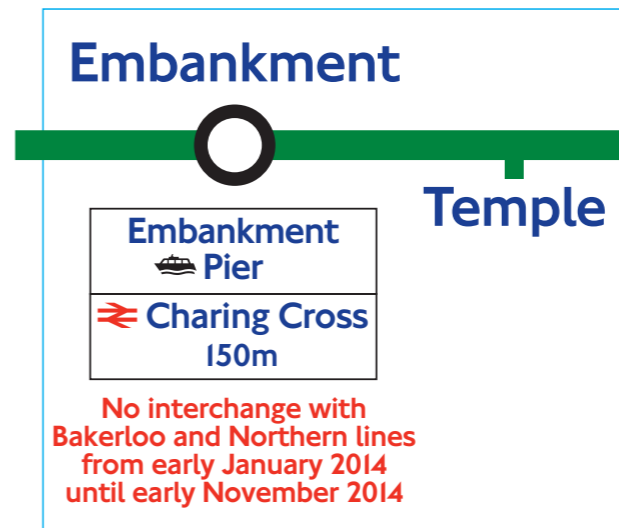 Embankment
Temple
Embankment
Pier
Charing Cross
150m
No interchange with
Bakerloo and Northern lines
from early January 2014
until early November 2014